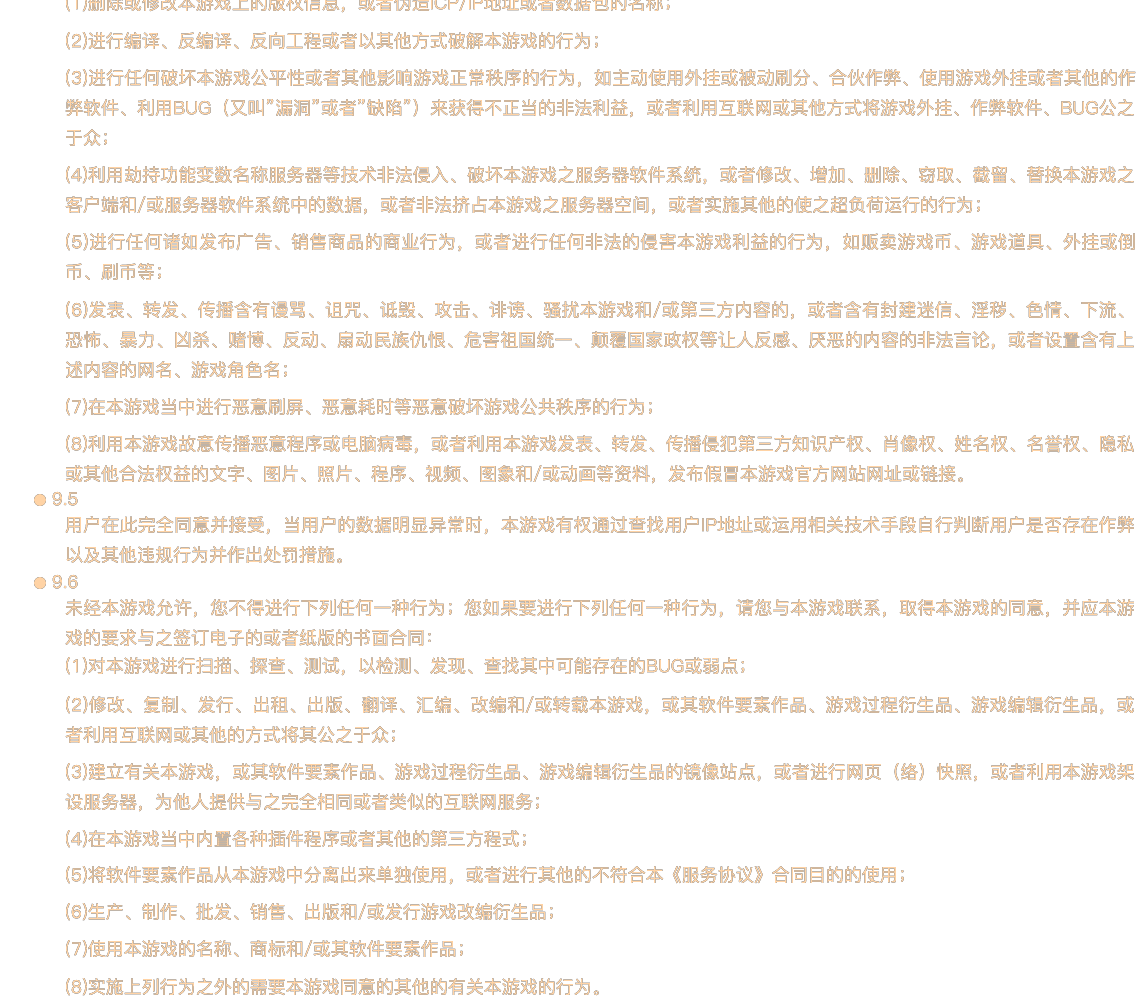 (1)删除或修改本游戏上的版权信息，或者伪造ICP/IP地址或者数据包的名称；
(2)进行编译、反编译、反向工程或者以其他方式破解本游戏的行为；
(3)进行任何破坏本游戏公平性或者其他影响游戏正常秩序的行为，如主动使用外挂或被动刷分、合伙作弊、使用游戏外挂或者其他的作
弊软件、利用BUG（又叫”漏洞”或者”缺陷”）来获得不正当的非法利益，或者利用互联网或其他方式将游戏外挂、作弊软件、BUG公之
于众；
(4)利用劫持功能变数名称服务器等技术非法侵入、破坏本游戏之服务器软件系统，或者修改、增加、删除、窃取、截留、替换本游戏之
客户端和/或服务器软件系统中的数据，或者非法挤占本游戏之服务器空间，或者实施其他的使之超负荷运行的行为；
(5)进行任何诸如发布广告、销售商品的商业行为，或者进行任何非法的侵害本游戏利益的行为，如贩卖游戏币、游戏道具、外挂或倒
币、刷币等；
(6)发表、转发、传播含有谩骂、诅咒、诋毁、攻击、诽谤、骚扰本游戏和/或第三方内容的，或者含有封建迷信、淫秽、色情、下流、
恐怖、暴力、凶杀、赌博、反动、扇动民族仇恨、危害祖国统一、颠覆国家政权等让人反感、厌恶的内容的非法言论，或者设置含有上
述内容的网名、游戏角色名；
(7)在本游戏当中进行恶意刷屏、恶意耗时等恶意破坏游戏公共秩序的行为；
(8)利用本游戏故意传播恶意程序或电脑病毒，或者利用本游戏发表、转发、传播侵犯第三方知识产权、肖像权、姓名权、名誉权、隐私
或其他合法权益的文字、图片、照片、程序、视频、图象和/或动画等资料，发布假冒本游戏官方网站网址或链接。
9.5
用户在此完全同意并接受，当用户的数据明显异常时，本游戏有权通过查找用户IP地址或运用相关技术手段自行判断用户是否存在作弊
以及其他违规行为并作出处罚措施。
9.6
未经本游戏允许，您不得进行下列任何一种行为；您如果要进行下列任何一种行为，请您与本游戏联系，取得本游戏的同意，并应本游
戏的要求与之签订电子的或者纸版的书面合同：
(1)对本游戏进行扫描、探查、测试，以检测、发现、查找其中可能存在的BUG或弱点；
(2)修改、复制、发行、出租、出版、翻译、汇编、改编和/或转载本游戏，或其软件要素作品、游戏过程衍生品、游戏编辑衍生品，或
者利用互联网或其他的方式将其公之于众；
(3)建立有关本游戏，或其软件要素作品、游戏过程衍生品、游戏编辑衍生品的镜像站点，或者进行网页（络）快照，或者利用本游戏架
设服务器，为他人提供与之完全相同或者类似的互联网服务；
(4)在本游戏当中内置各种插件程序或者其他的第三方程式；
(5)将软件要素作品从本游戏中分离出来单独使用，或者进行其他的不符合本《服务协议》合同目的的使用；
(6)生产、制作、批发、销售、出版和/或发行游戏改编衍生品；
(7)使用本游戏的名称、商标和/或其软件要素作品；
(8)实施上列行为之外的需要本游戏同意的其他的有关本游戏的行为。